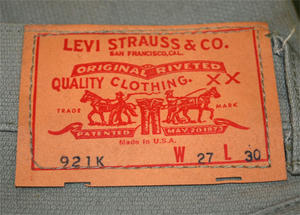 LEVI STRAUSS & CO.
SAN FRANCISCO, CAL.
ORIGINAL RIVETED
QUALITY CLOTHING. XX
TRADE MARK
PATENTED MAY 20 1873
Made in U.S.A.
921K W 27 L 30